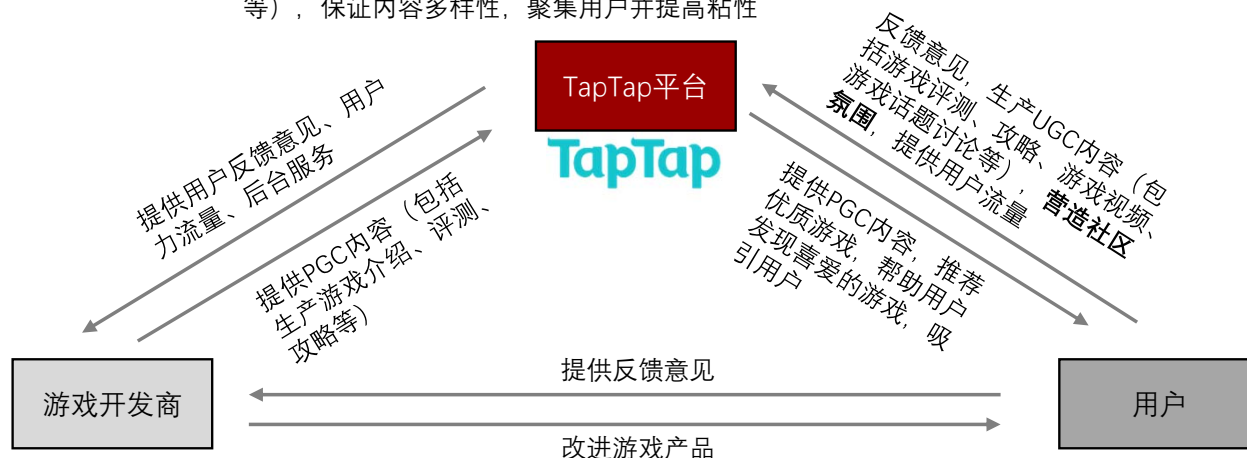 等），保证内容多样性，聚集用户并提高粘性
TapTap平台
TapTap
提供用户反馈意见、用户
力流量、后台服务
提供PGC内容（包括
生产游戏介绍、评测、
攻略等）
反馈意见，生产UGC内容（包
括游戏评测、攻略、游戏视频、
游戏话题讨论等），营造社区
氛围，提供用户流量
提供PGC内容，推荐
优质游戏，帮助用户
发现喜爱的游戏，吸
引用户
游戏开发商
提供反馈意见
改进游戏产品
用户